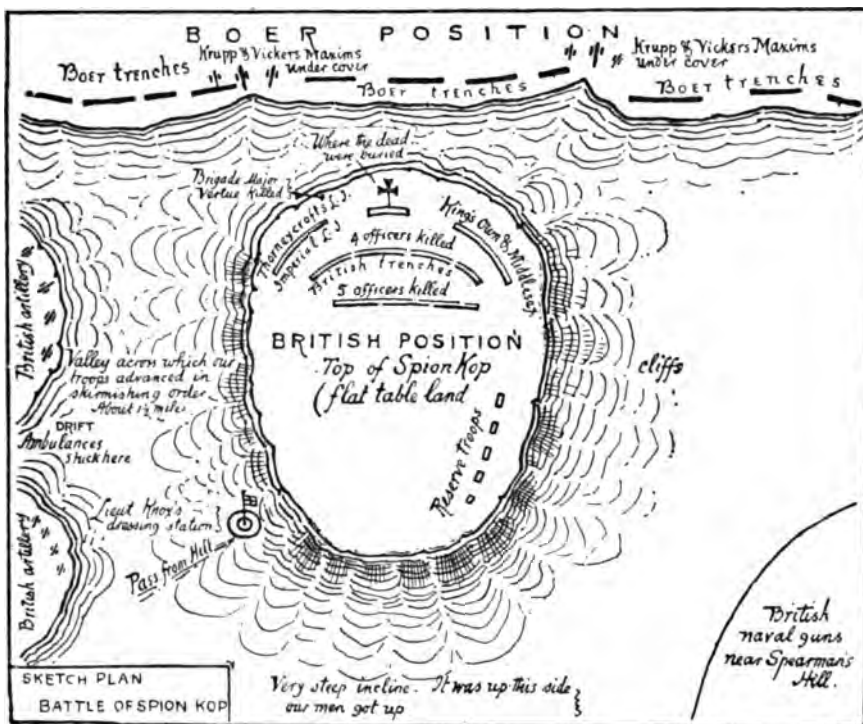 BOER POSITION
Krupp & Vickers Maxims
under cover
Krupp & Vickers Maxims
under cover
Boer trenches
Boer trenches
Boer trenches
Where the dead
were buried
Brigade Major
Vertue killed
Thorneycrofts L.I.
Imperial L.I.
King's Own & Middlesex
4 officers killed
British trenches
5 officers killed
BRITISH POSITION
Top of Spion Kop
(flat table land
cliffs
British artillery
Valley across which our
troops advanced in
skirmishing order
About 1½ miles
DRIFT
Ambulances
stuck here
Reserve troops
Lieut Knox's
dressing station
Pass from Hill
British artillery
British
naval guns
near Spearman's
Hill.
SKETCH PLAN
BATTLE OF SPION KOP
Very steep incline. It was up this side
our men got up